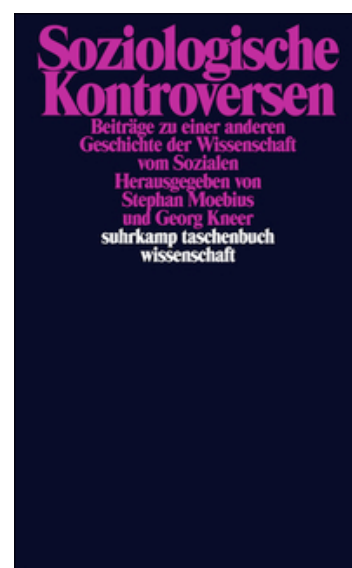 Soziologische
Kontroversen
Beiträge zu einer anderen
Geschichte der Wissenschaft
vom Sozialen
Herausgegeben von
Stephan Moebius
und Georg Kneer
suhrkamp taschenbuch
wissenschaft